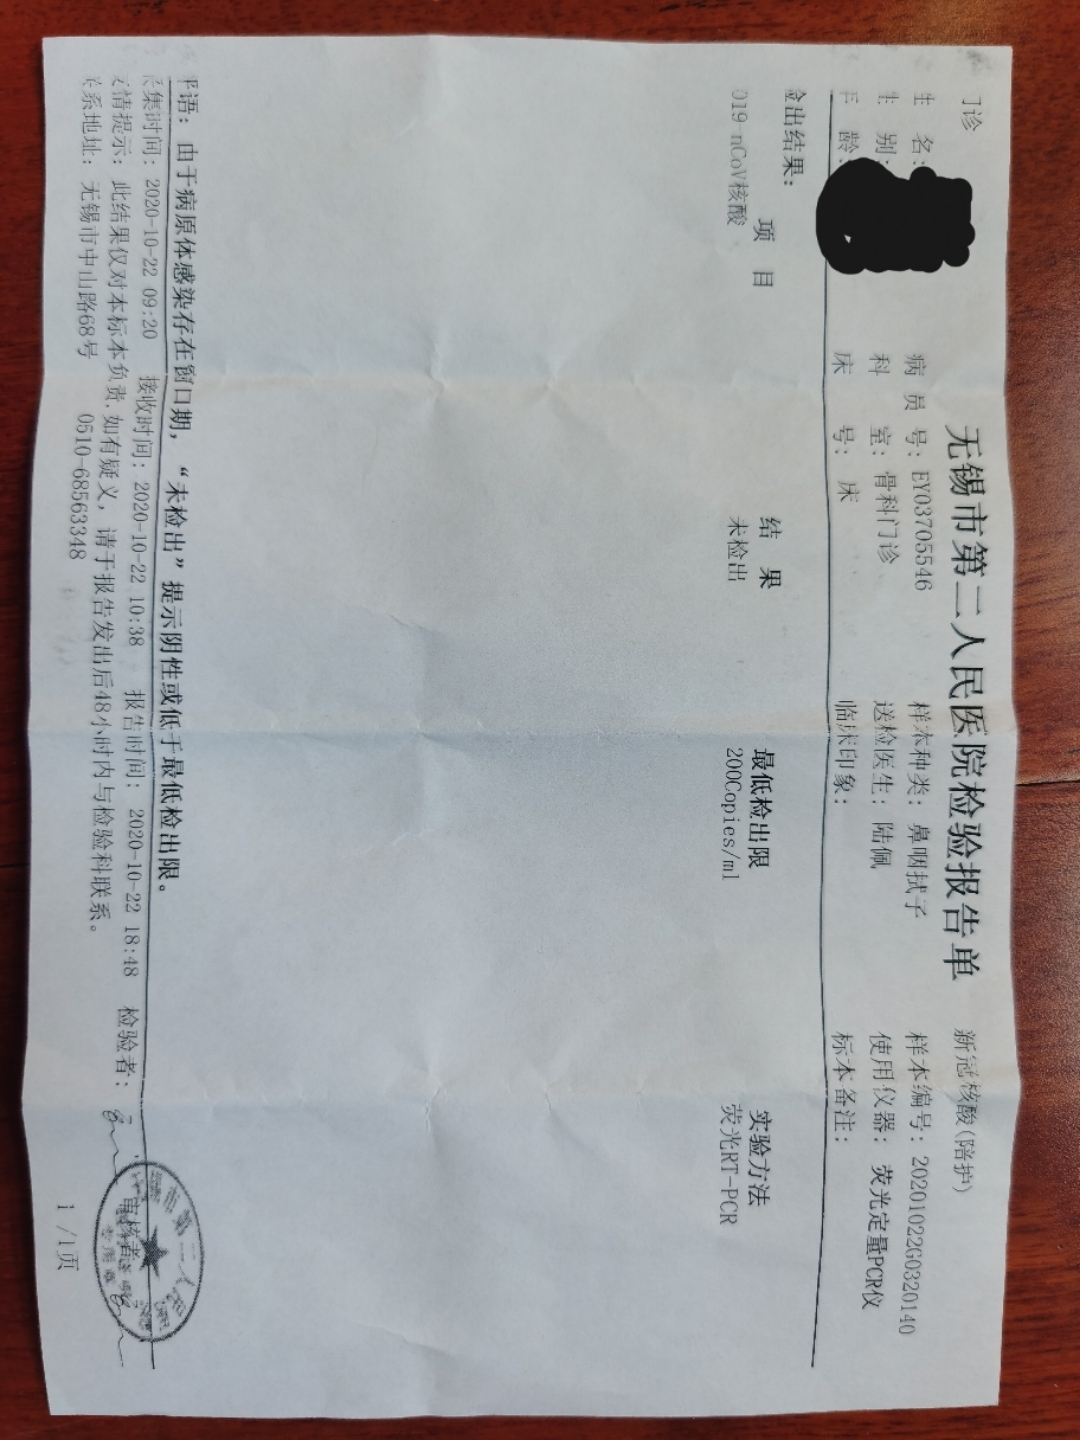 门诊 无锡市第二人民医院检验报告单 新冠核酸(陪护)
名: 病员号: EY03705546 样本种类: 鼻咽拭子 样本编号: 20201022G0320140
别: 科室: 骨科门诊 送检医生: 陆佩 使用仪器: 荧光定量PCR仪
龄: 床号: 床 临床印象: 标本备注:
出结果:
项目 结果 最低检出限 实验方法
019-nCoV核酸 未检出 200Copies/ml 荧光RT-PCR
评语: 由于病原体感染存在窗口期, “未检出”提示阴性或低于最低检出限。
采集时间: 2020-10-22 09:20 接收时间: 2020-10-22 10:38 报告时间: 2020-10-22 18:48 检验者: 审核者
友情提示: 此结果仅对本标本负责,如有疑义, 请于报告发出后48小时内与检验科联系。
联系地址: 无锡市中山路68号 0510-68563348
1 /1页